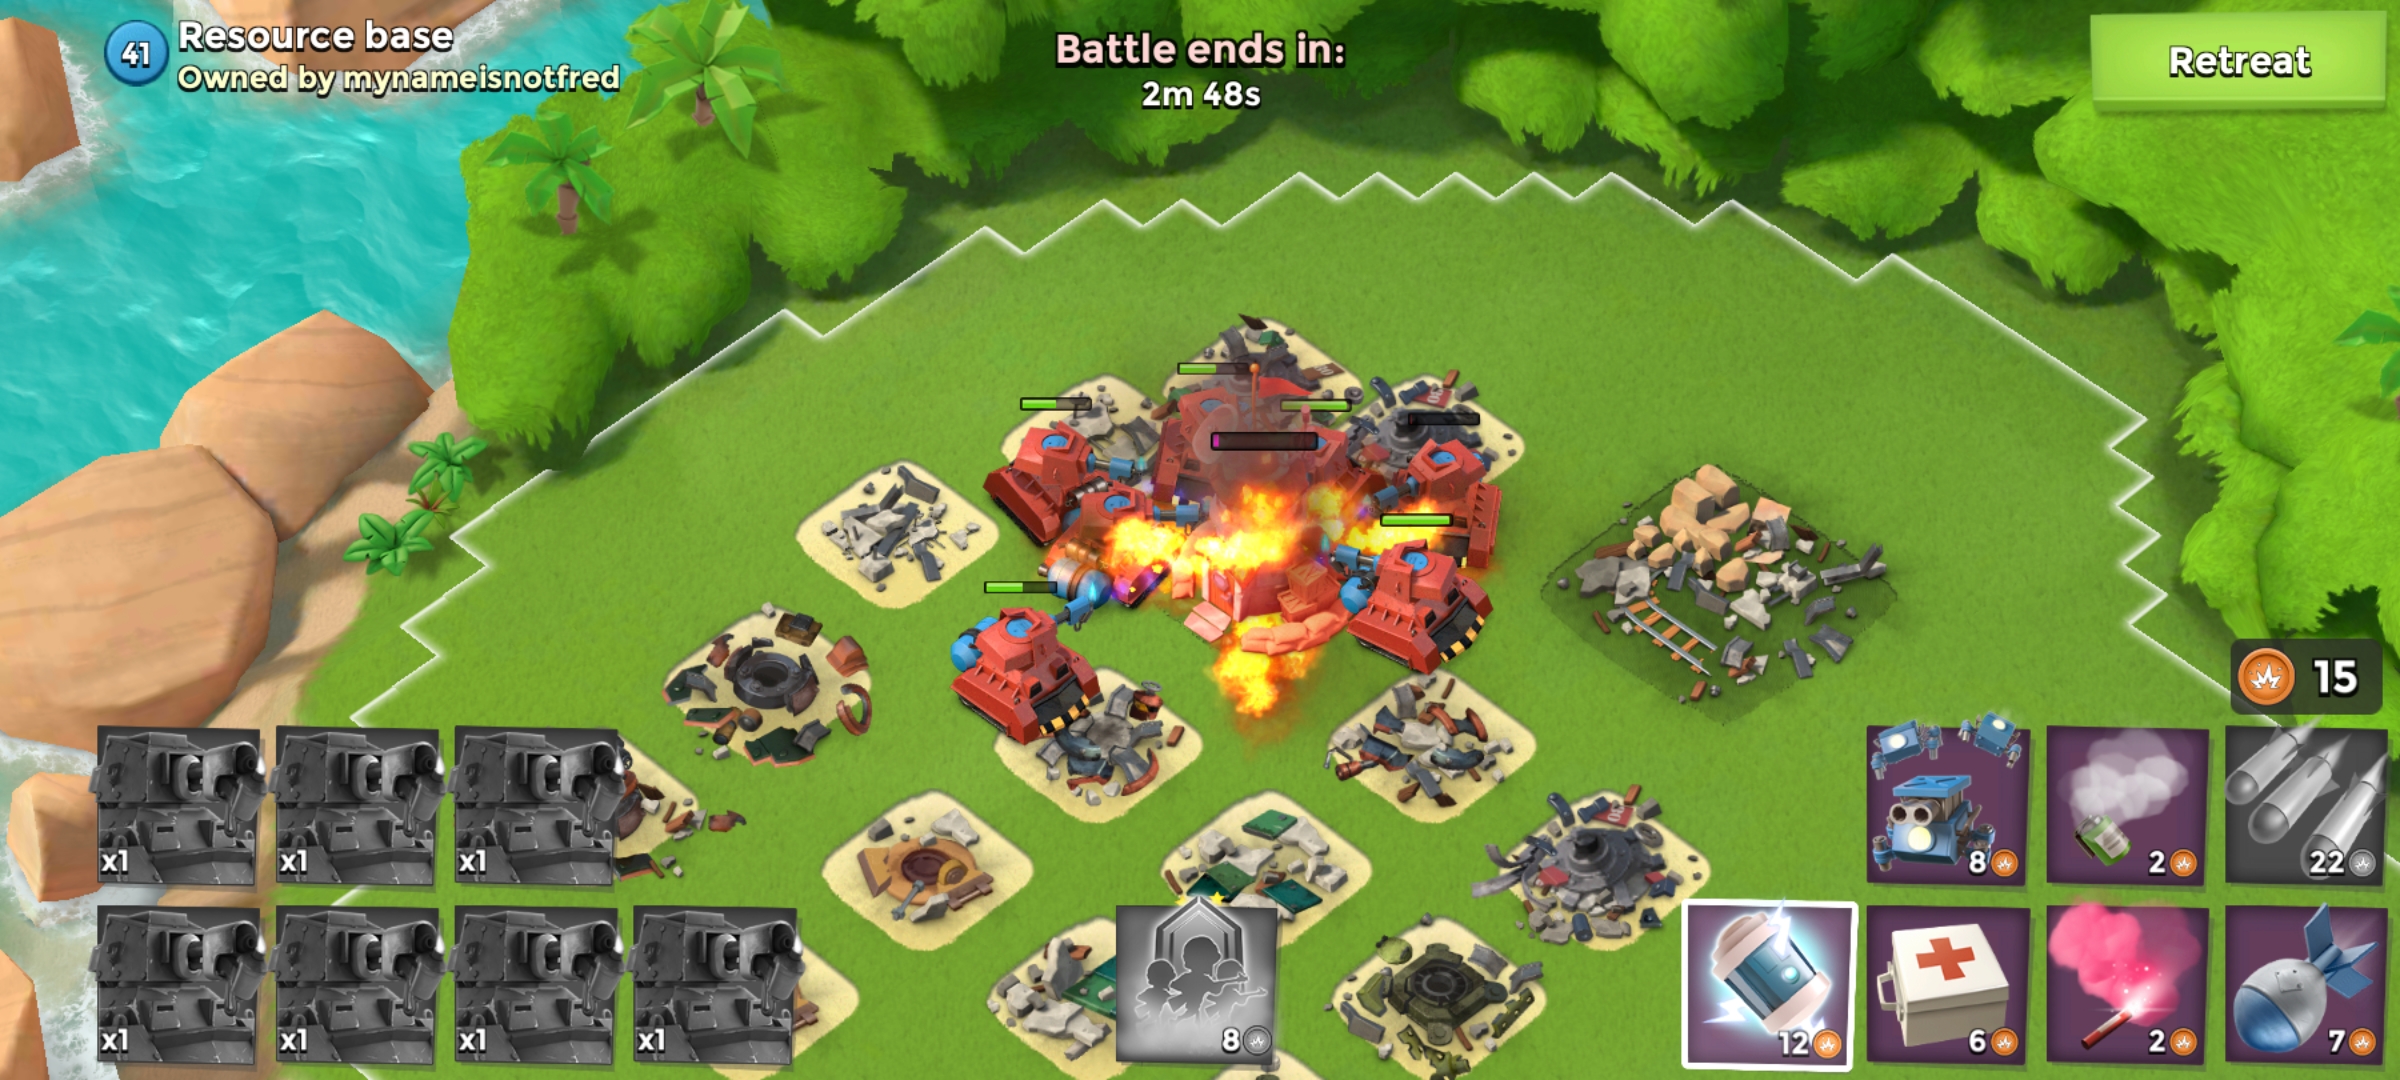 41
Resource base
Owned by mynameisnotfred
Battle ends in:
2m 48s
Retreat
15
x1
x1
x1
8
2
22
x1
x1
x1
x1
8
12
6
2
7